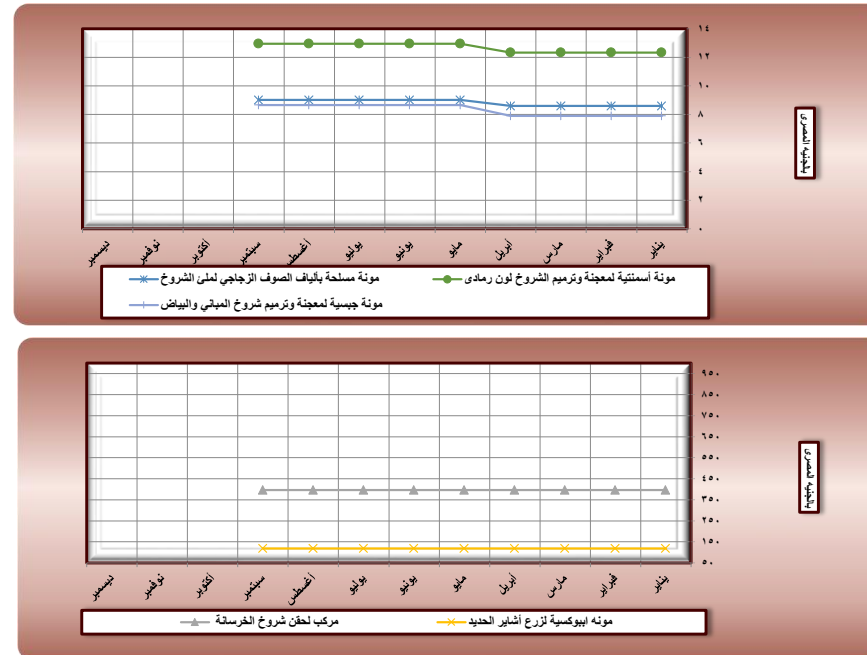 ١٤
١٢
١٠
٨
٦
٤
٢
٠
بالجنيه المصرى
يناير
فبراير
مارس
أبريل
مايو
يونيو
يوليو
أغسطس
سبتمبر
أكتوبر
نوفمبر
ديسمبر
مونة أسمنتية لمعجنة وترميم الشروخ لون رمادى
مونة مسلحة بألياف الصوف الزجاجي لملئ الشروخ
مونة جبسية لمعجنة وترميم شروخ المباني والبياض
٩٥٠
٨٥٠
٧٥٠
٦٥٠
٥٥٠
٤٥٠
٣٥٠
٢٥٠
١٥٠
٥٠
بالجنيه المصرى
يناير
فبراير
مارس
أبريل
مايو
يونيو
يوليو
أغسطس
سبتمبر
أكتوبر
نوفمبر
ديسمبر
مونه ايبوكسية لزرع أشاير الحديد
مركب لحقن شروخ الخرسانة